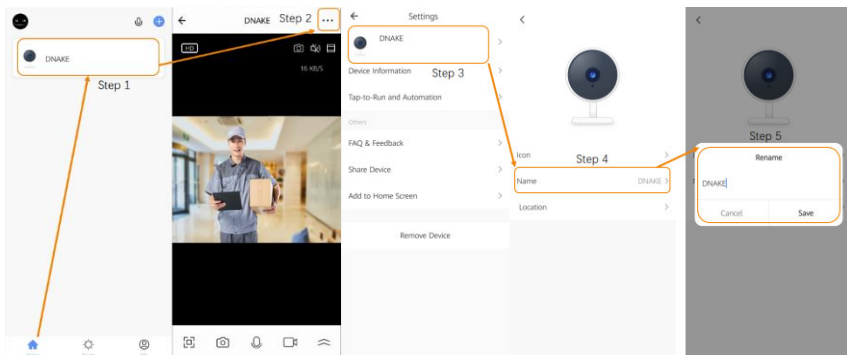 DNAKE
Step 1
DNAKE
Step 2
HD
16 KB/S
Settings
DNAKE
Device Information
Step 3
Tap-to-Run and Automation
Others
FAQ & Feedback
Share Device
Add to Home Screen
Remove Device
Icon
Step 4
Name
DNAKE
Location
Step 5
Rename
DNAKE
Cancel
Save